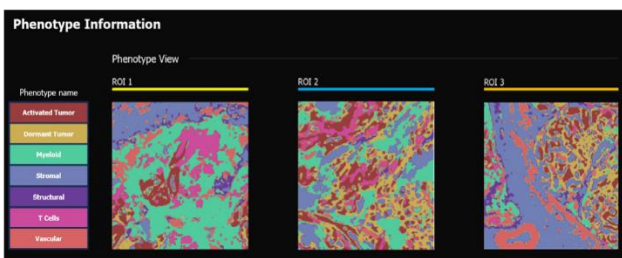 Phenotype Information
Phenotype View
ROI 1
ROI 2
ROI 3
Phenotype name
Activated Tumor
Dormant Tumor
Myeloid
Stromal
Structural
T Cells
Vascular